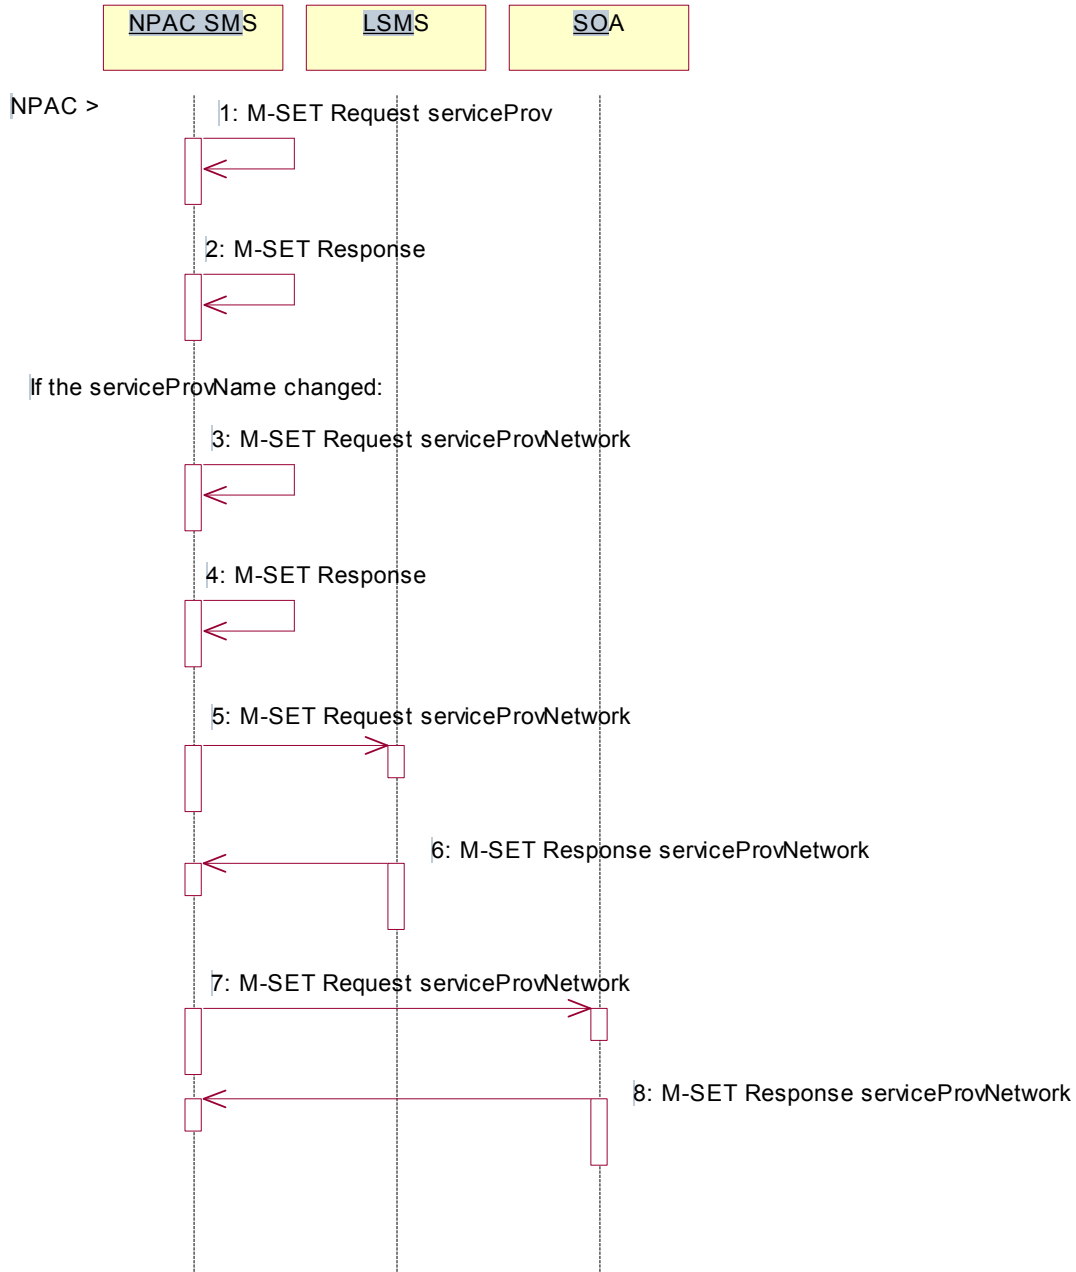 NPAC SMS
LSMS
SOA
NPAC >
1: M-SET Request serviceProv
2: M-SET Response
If the serviceProvName changed:
3: M-SET Request serviceProvNetwork
4: M-SET Response
5: M-SET Request serviceProvNetwork
6: M-SET Response serviceProvNetwork
7: M-SET Request serviceProvNetwork
8: M-SET Response serviceProvNetwork